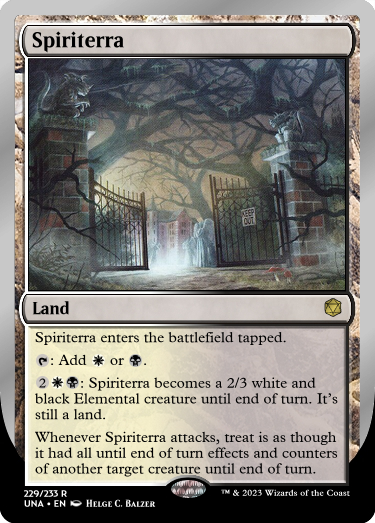 Spiriterra
KEEP
OUT
Land
Spiriterra enters the battlefield tapped.
: Add or .
2 : Spiriterra becomes a 2/3 white and
black Elemental creature until end of turn. It's
still a land.
Whenever Spiriterra attacks, treat is as though
it had all until end of turn effects and counters
of another target creature until end of turn.
229/233 R
UNA • EN Helge C. Balzer
™ & 2023 Wizards of the Coast